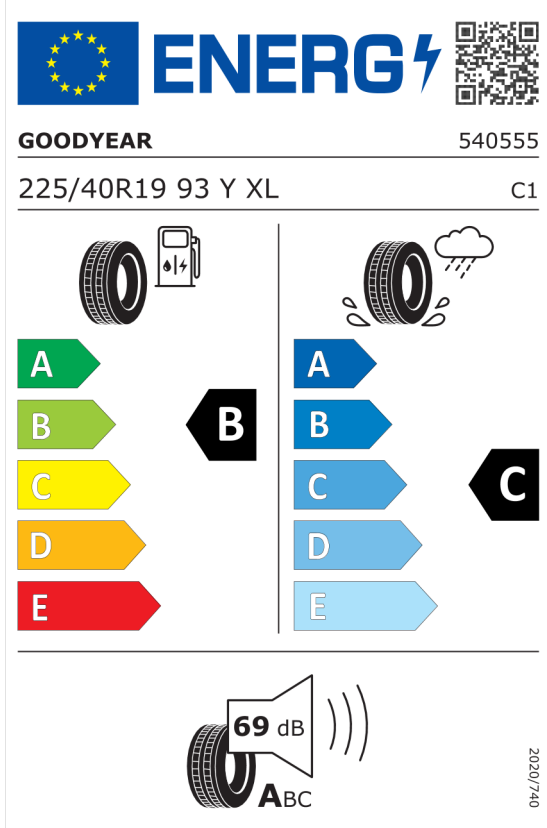 ENERG
GOODYEAR 540555
225/40R19 93 Y XL C1
A
B
C
D
E
B
A
B
C
D
E
C
69 dB
ABC
2020/740